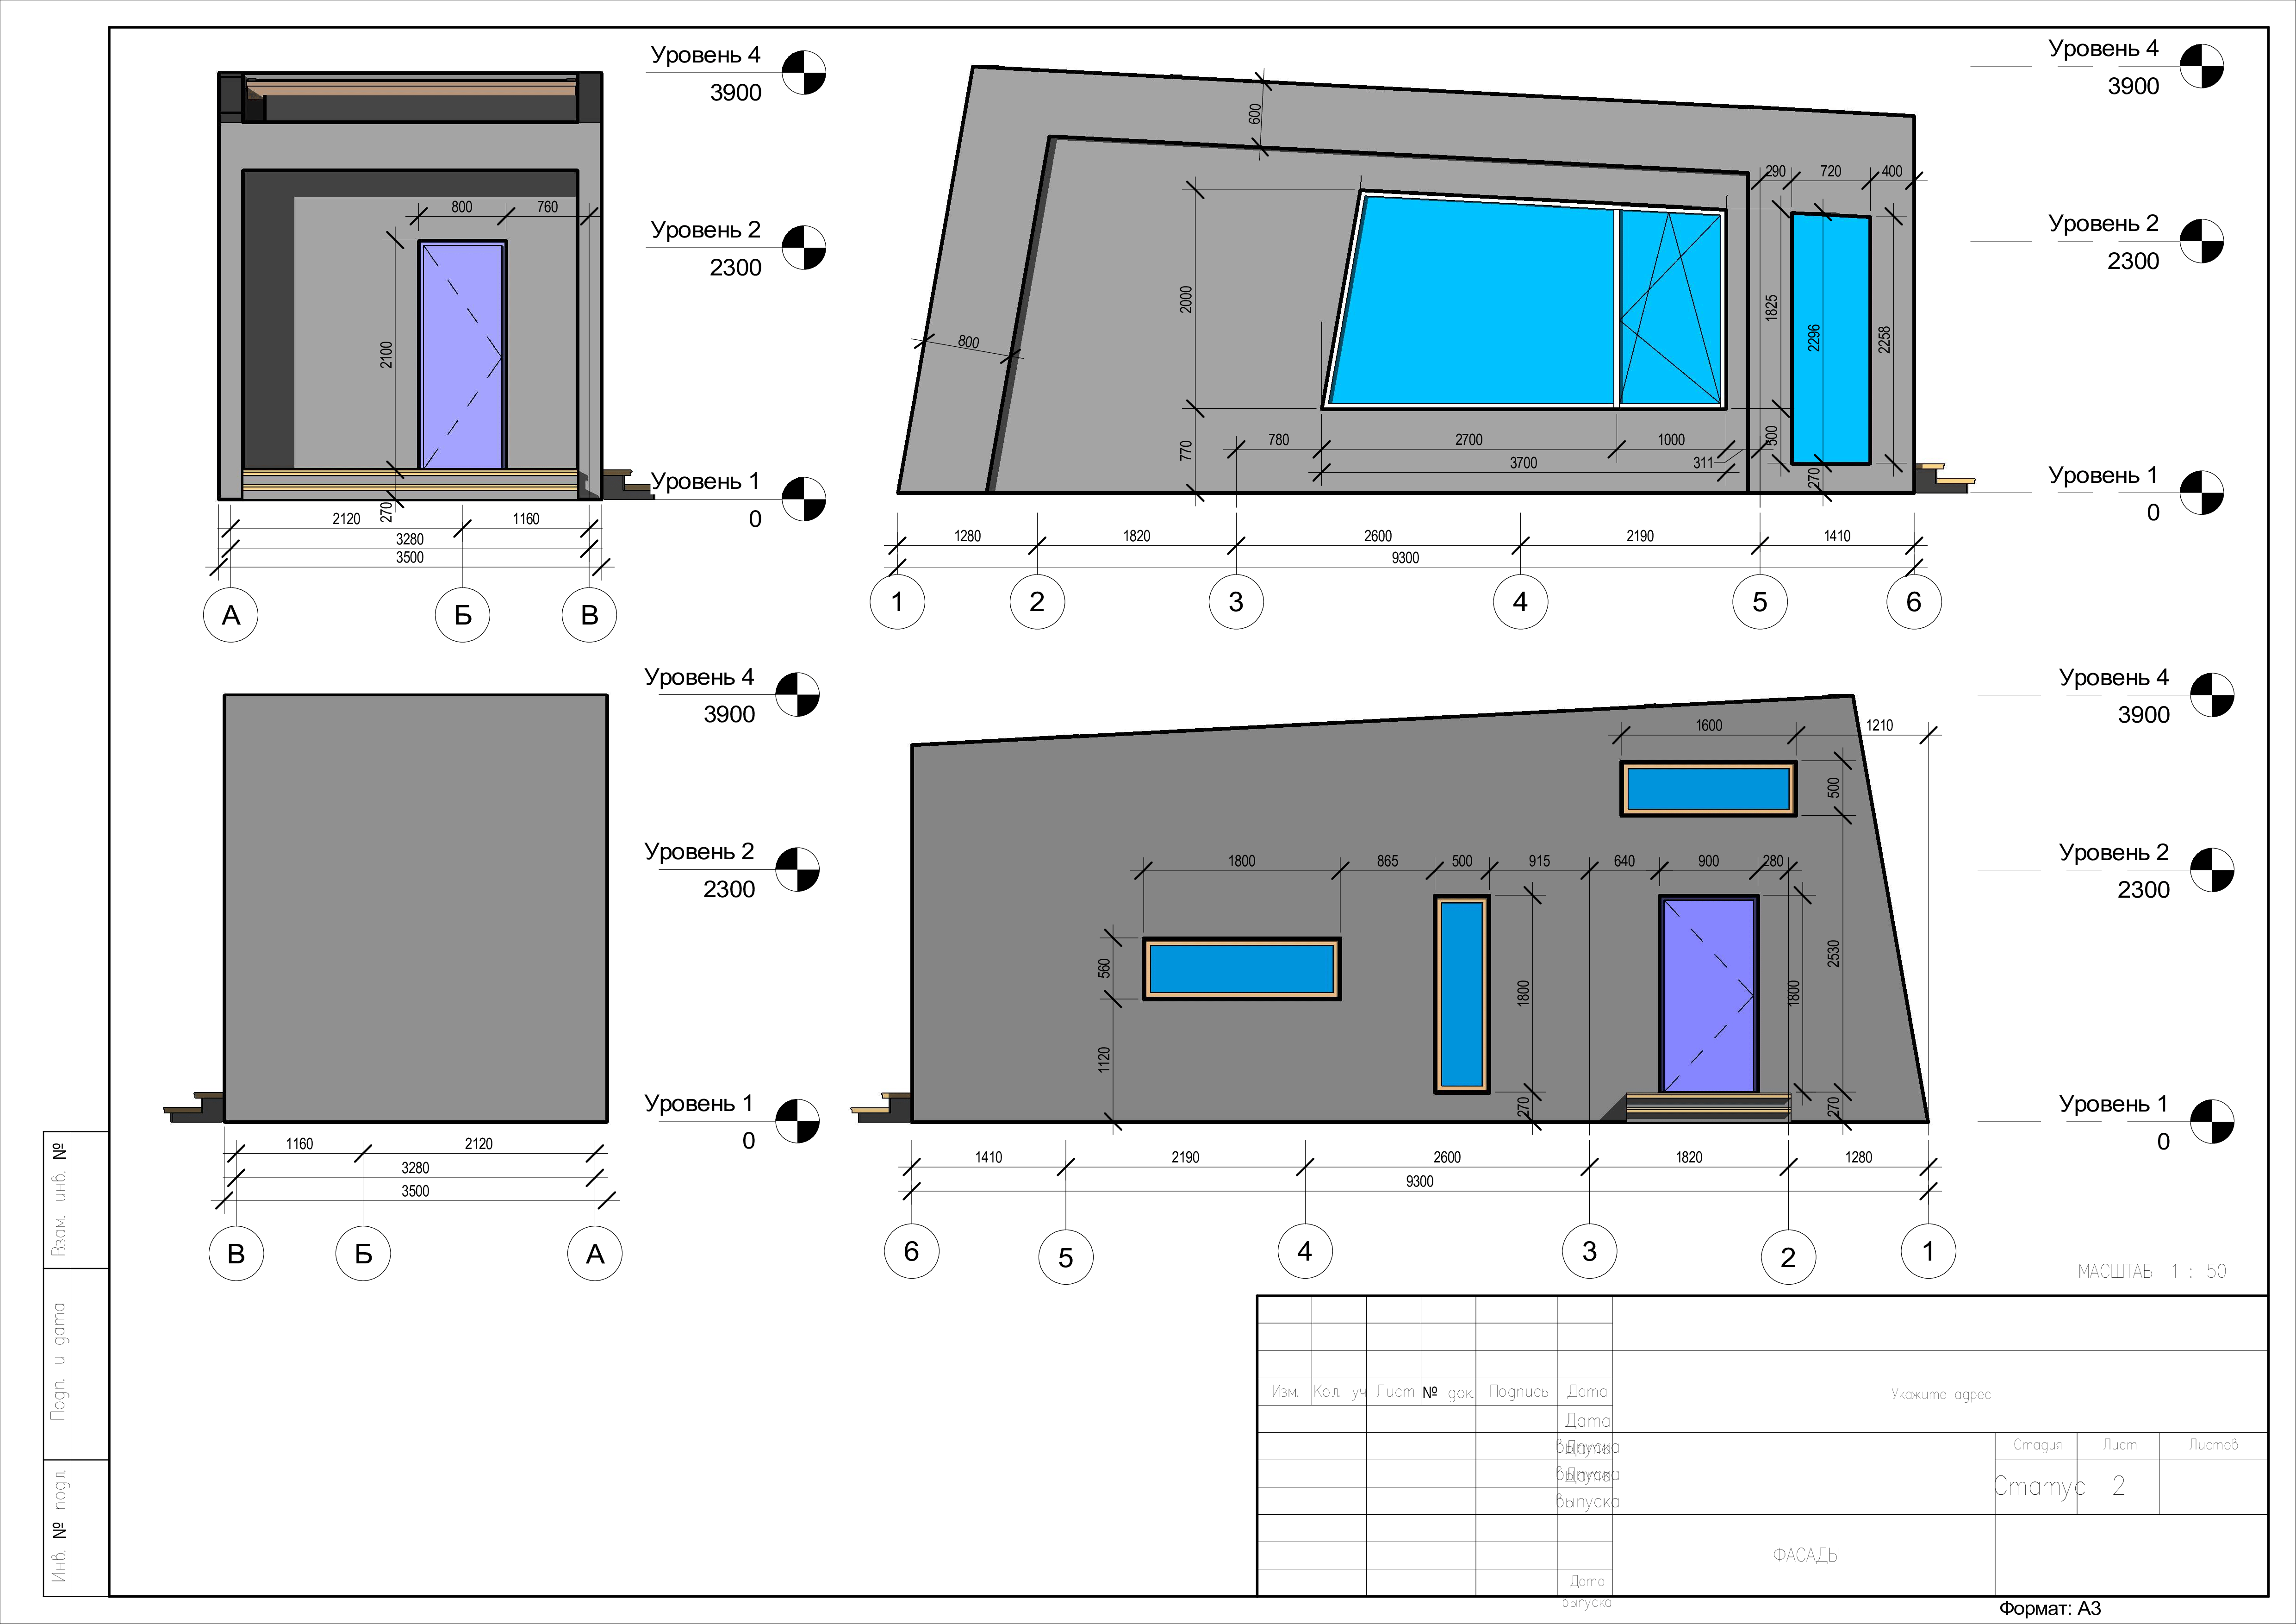 Уровень 4
3900
800
760
Уровень 2
2300
2100
Уровень 1
0
270
2120
1160
3280
3500
А
Б
В
Уровень 4
3900
600
290
720
400
Уровень 2
2300
2000
1825
2296
2258
800
780
2700
1000
500
770
3700
311
270
Уровень 1
0
1280
1820
2600
2190
1410
9300
1
2
3
4
5
6
Уровень 4
3900
Уровень 2
2300
Уровень 1
0
1160
2120
3280
3500
В
Б
А
Уровень 4
3900
1600
1210
500
1800
865
500
915
640
900
280
Уровень 2
2300
560
2530
1800
1800
1120
270
270
Уровень 1
0
1410
2190
2600
1820
1280
9300
6
5
4
3
2
1
МАСШТАБ 1 : 50
Взам. инв. №
Подп. и дата
Инв. № подл.
Изм.
Кол. уч
Лист
№ док.
Подпись
Дата
Укажите адрес
Дата
выпуска
Дата
выпуска
Дата
выпуска
Стадия
Лист
Листов
Статус
2
ФАСАДЫ
Дата
выпуска
Формат: А3